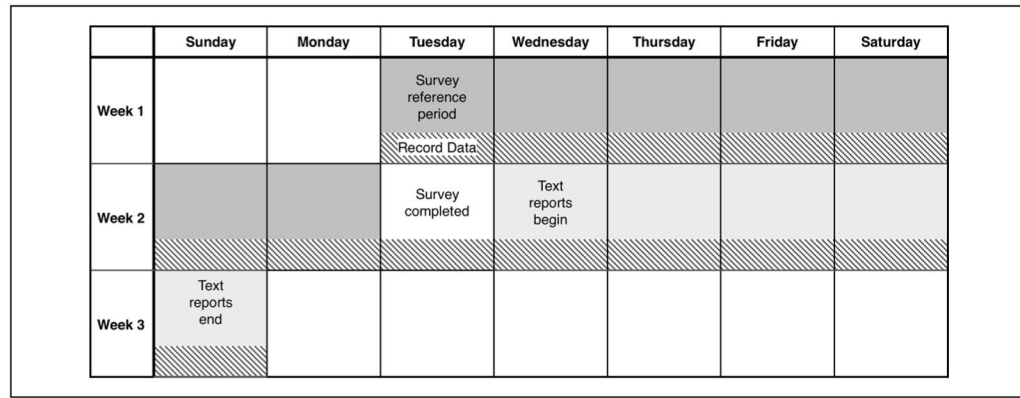 Sunday Monday Tuesday Wednesday Thursday Friday Saturday
Week 1
Survey
reference
period
Record Data
Week 2
Survey
completed
Text
reports
begin
Week 3
Text
reports
end